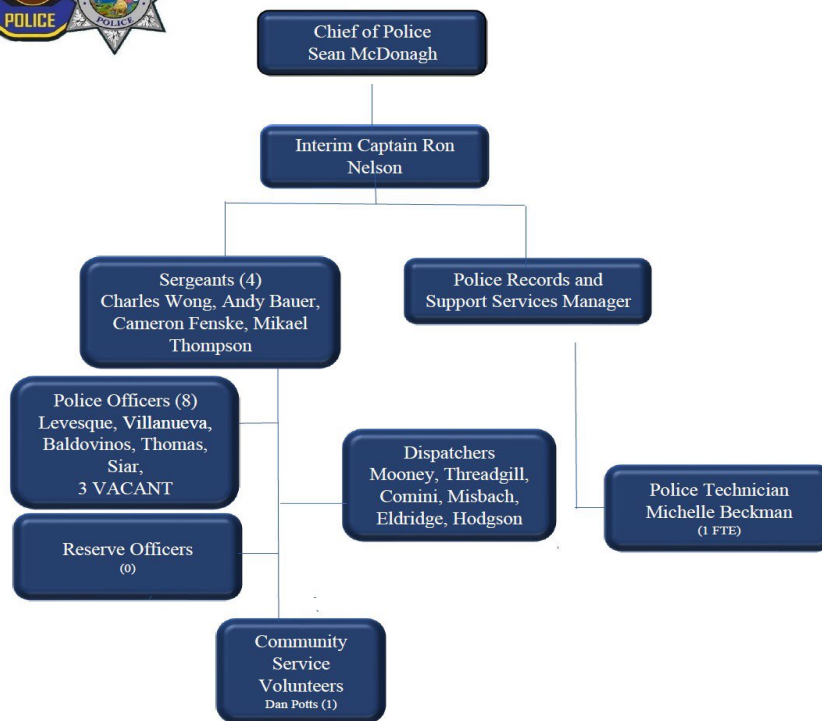 POLICE
POLICE
Chief of Police
Sean McDonagh
Interim Captain Ron
Nelson
Sergeants (4)
Charles Wong, Andy Bauer,
Cameron Fenske, Mikael
Thompson
Police Records and
Support Services Manager
Police Officers (8)
Levesque, Villanueva,
Baldovinos, Thomas,
Siar,
3 VACANT
Dispatchers
Mooney, Threadgill,
Comini, Misbach,
Eldridge, Hodgson
Police Technician
Michelle Beckman
(1 FTE)
Reserve Officers
(0)
Community
Service
Volunteers
Dan Potts (1)